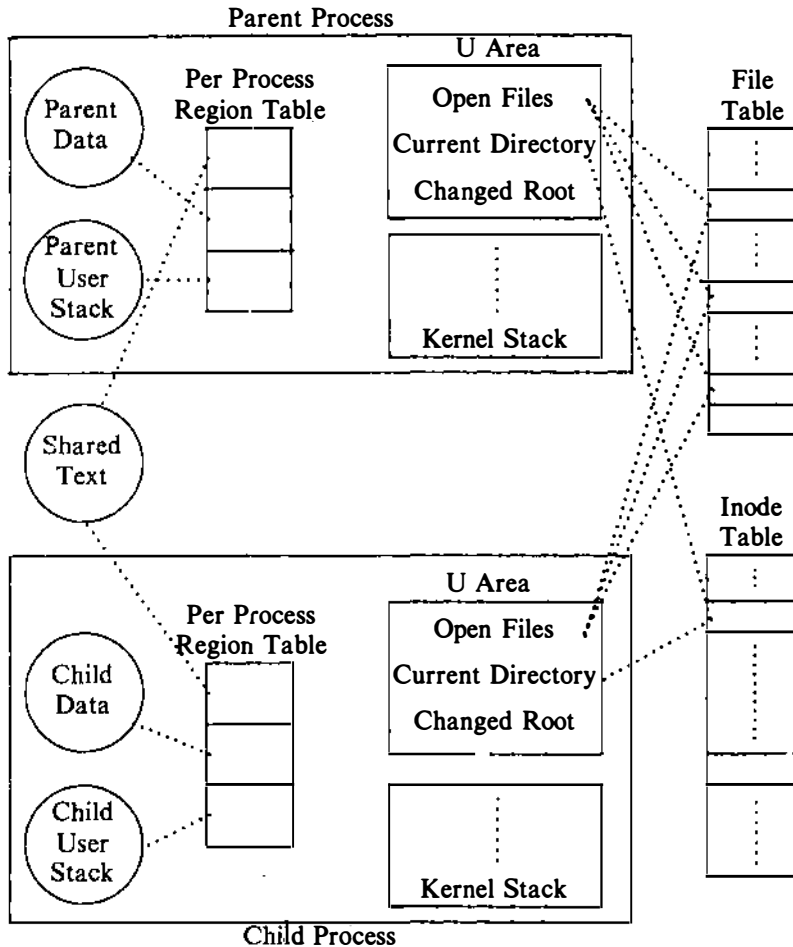 Parent Process
U Area
Per Process
Region Table
File
Table
Parent
Data
Open Files
Current Directory
Changed Root
Parent
User
Stack
Kernel Stack
Shared
Text
Inode
Table
U Area
Per Process
Region Table
Open Files
Child
Data
Current Directory
Changed Root
Child
User
Stack
Kernel Stack
Child Process